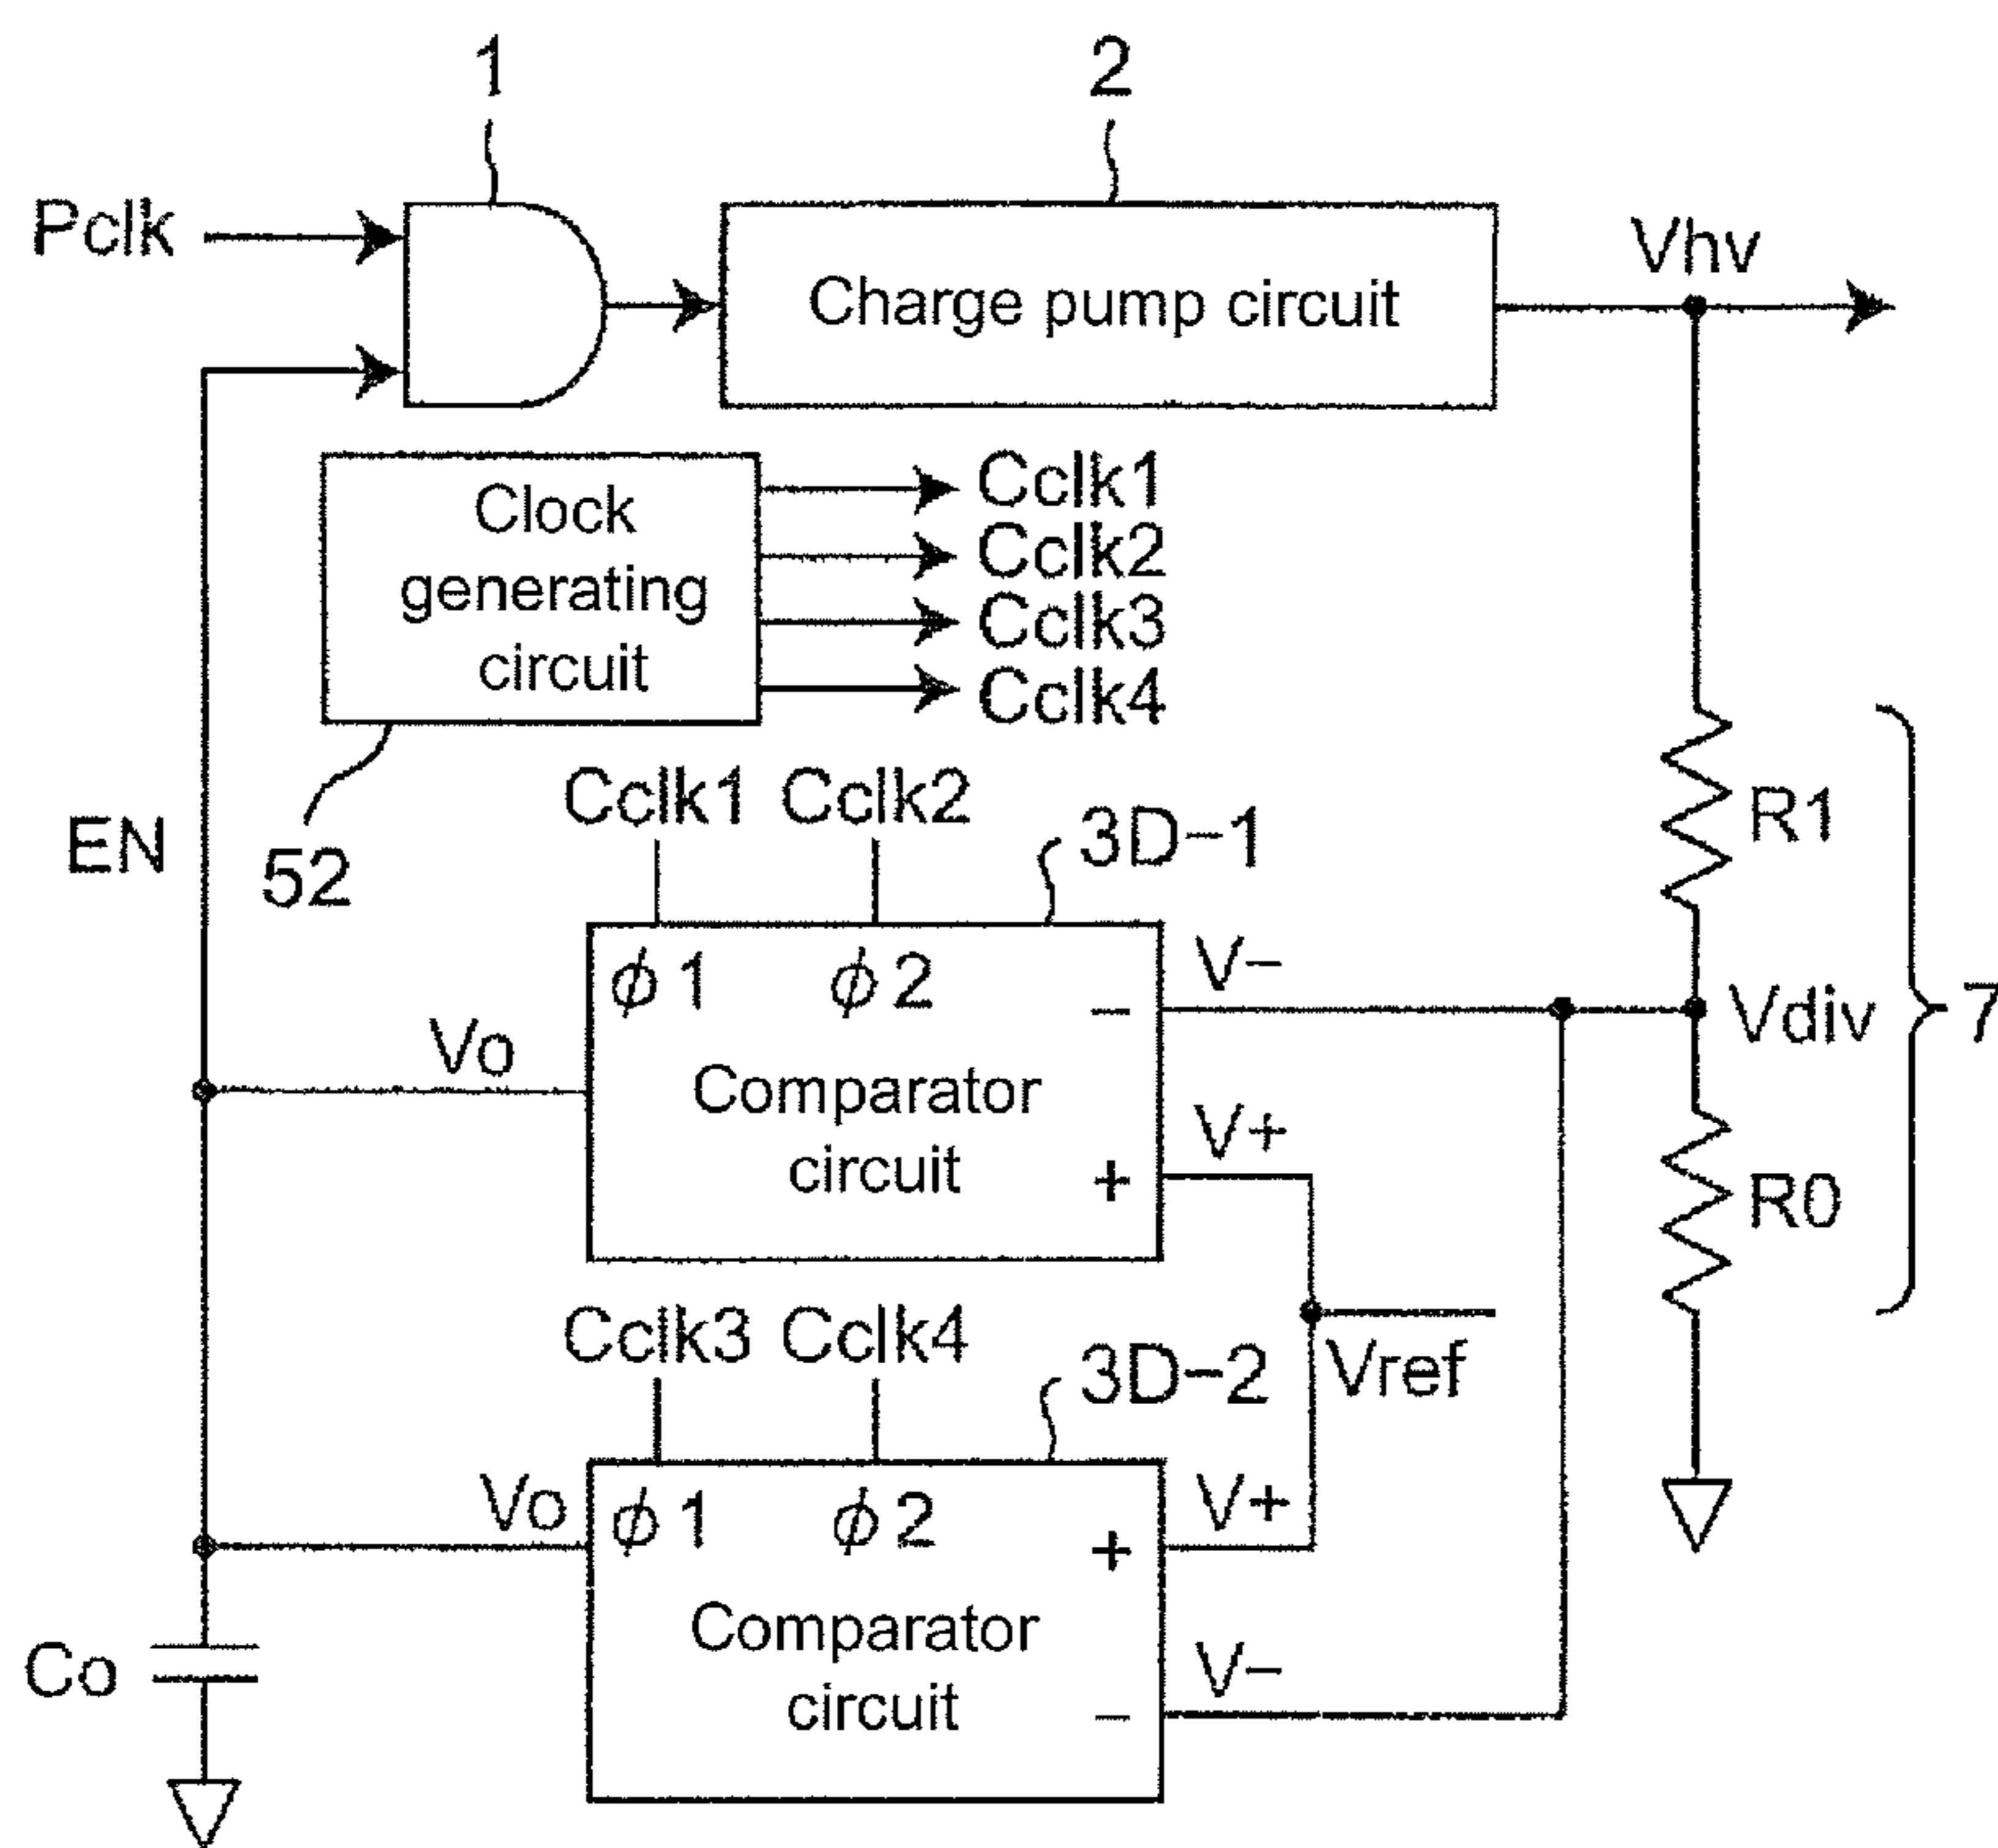 1
2
Pclk
Charge pump circuit
Vhv
Clock
generating
circuit
Cclk1
Cclk2
Cclk3
Cclk4
52
EN
R1
7
Cclk1 Cclk2
3D-1
ϕ1 ϕ2
V-
−
Vdiv
Vo
Comparator
circuit
V+
+
R0
Vref
Cclk3 Cclk4
3D-2
Vo
ϕ1 ϕ2
V+
+
Comparator
circuit
V-
−
Co